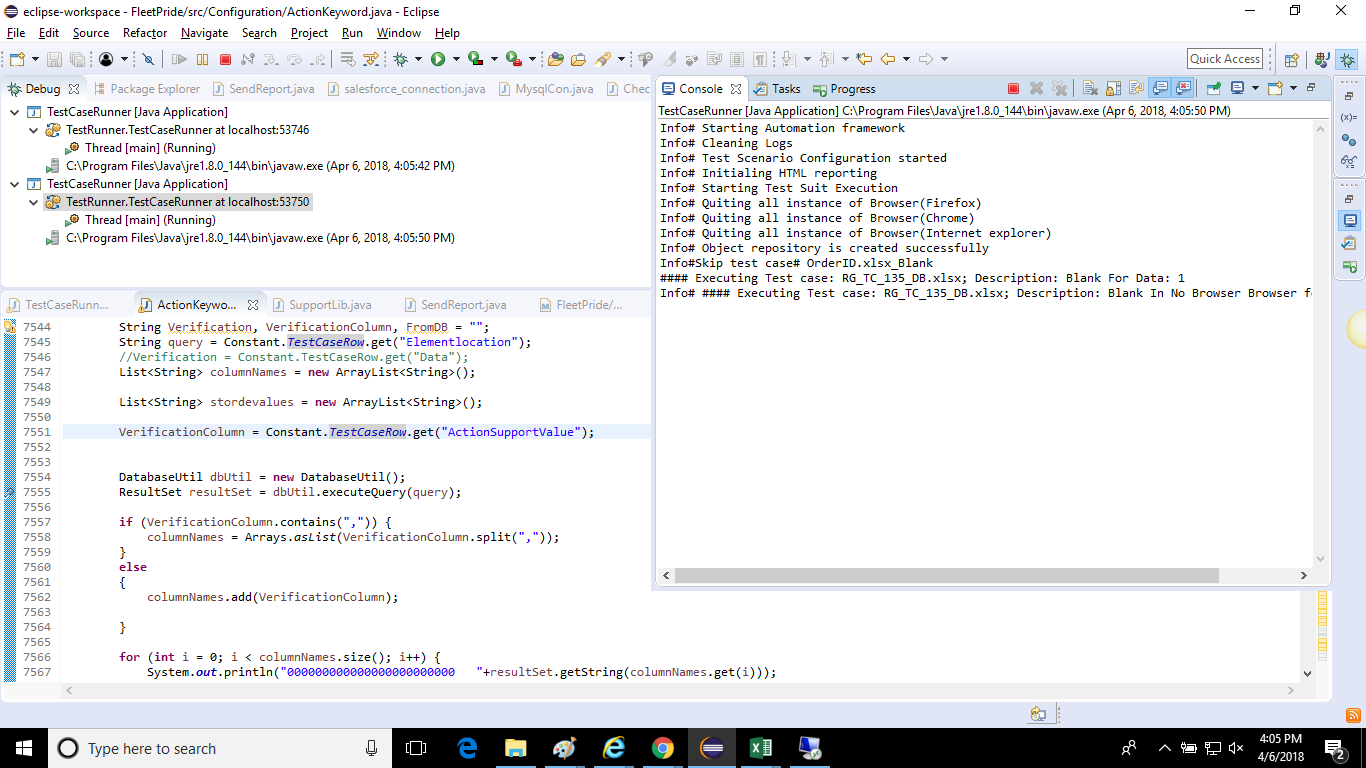 eclipse-workspace - FleetPride/src/Configuration/ActionKeyword.java - Eclipse
File Edit Source Refactor Navigate Search Project Run Window Help
Quick Access
Debug Package Explorer SendReport.java salesforce_connection.java MysqlCon.java Chec
TestCaseRunner [Java Application]
TestRunner.TestCaseRunner at localhost:53746
Thread [main] (Running)
C:\Program Files\Java\jre1.8.0_144\bin\javaw.exe (Apr 6, 2018, 4:05:42 PM)
TestCaseRunner [Java Application]
TestRunner.TestCaseRunner at localhost:53750
Thread [main] (Running)
C:\Program Files\Java\jre1.8.0_144\bin\javaw.exe (Apr 6, 2018, 4:05:50 PM)
Console Tasks Progress
TestCaseRunner [Java Application] C:\Program Files\Java\jre1.8.0_144\bin\javaw.exe (Apr 6, 2018, 4:05:50 PM)
Info# Starting Automation framework
Info# Cleaning Logs
Info# Test Scenario Configuration started
Info# Initialing HTML reporting
Info# Starting Test Suit Execution
Info# Quiting all instance of Browser(Firefox)
Info# Quiting all instance of Browser(Chrome)
Info# Quiting all instance of Browser(Internet explorer)
Info# Object repository is created successfully
Info#Skip test case# OrderID.xlsx_Blank
#### Executing Test case: RG_TC_135_DB.xlsx; Description: Blank For Data: 1
Info# #### Executing Test case: RG_TC_135_DB.xlsx; Description: Blank In No Browser Browser fo
(x)=
TestCaseRunn... ActionKeywo... SupportLib.java SendReport.java FleetPride/...
7544 String Verification, VerificationColumn, FromDB = "";
7545 String query = Constant.TestCaseRow.get("Elementlocation");
7546 //Verification = Constant.TestCaseRow.get("Data");
7547 List<String> columnNames = new ArrayList<String>();
7548
7549 List<String> stordevalues = new ArrayList<String>();
7550
7551 VerificationColumn = Constant.TestCaseRow.get("ActionSupportValue");
7552
7553
7554 DatabaseUtil dbUtil = new DatabaseUtil();
7555 ResultSet resultSet = dbUtil.executeQuery(query);
7556
7557 if (VerificationColumn.contains(",")) {
7558 columnNames = Arrays.asList(VerificationColumn.split(","));
7559 }
7560 else
7561 {
7562 columnNames.add(VerificationColumn);
7563
7564 }
7565
7566 for (int i = 0; i < columnNames.size(); i++) {
7567 System.out.println("000000000000000000000000 "+resultSet.getString(columnNames.get(i)));
Type here to search
4:05 PM
4/6/2018
2